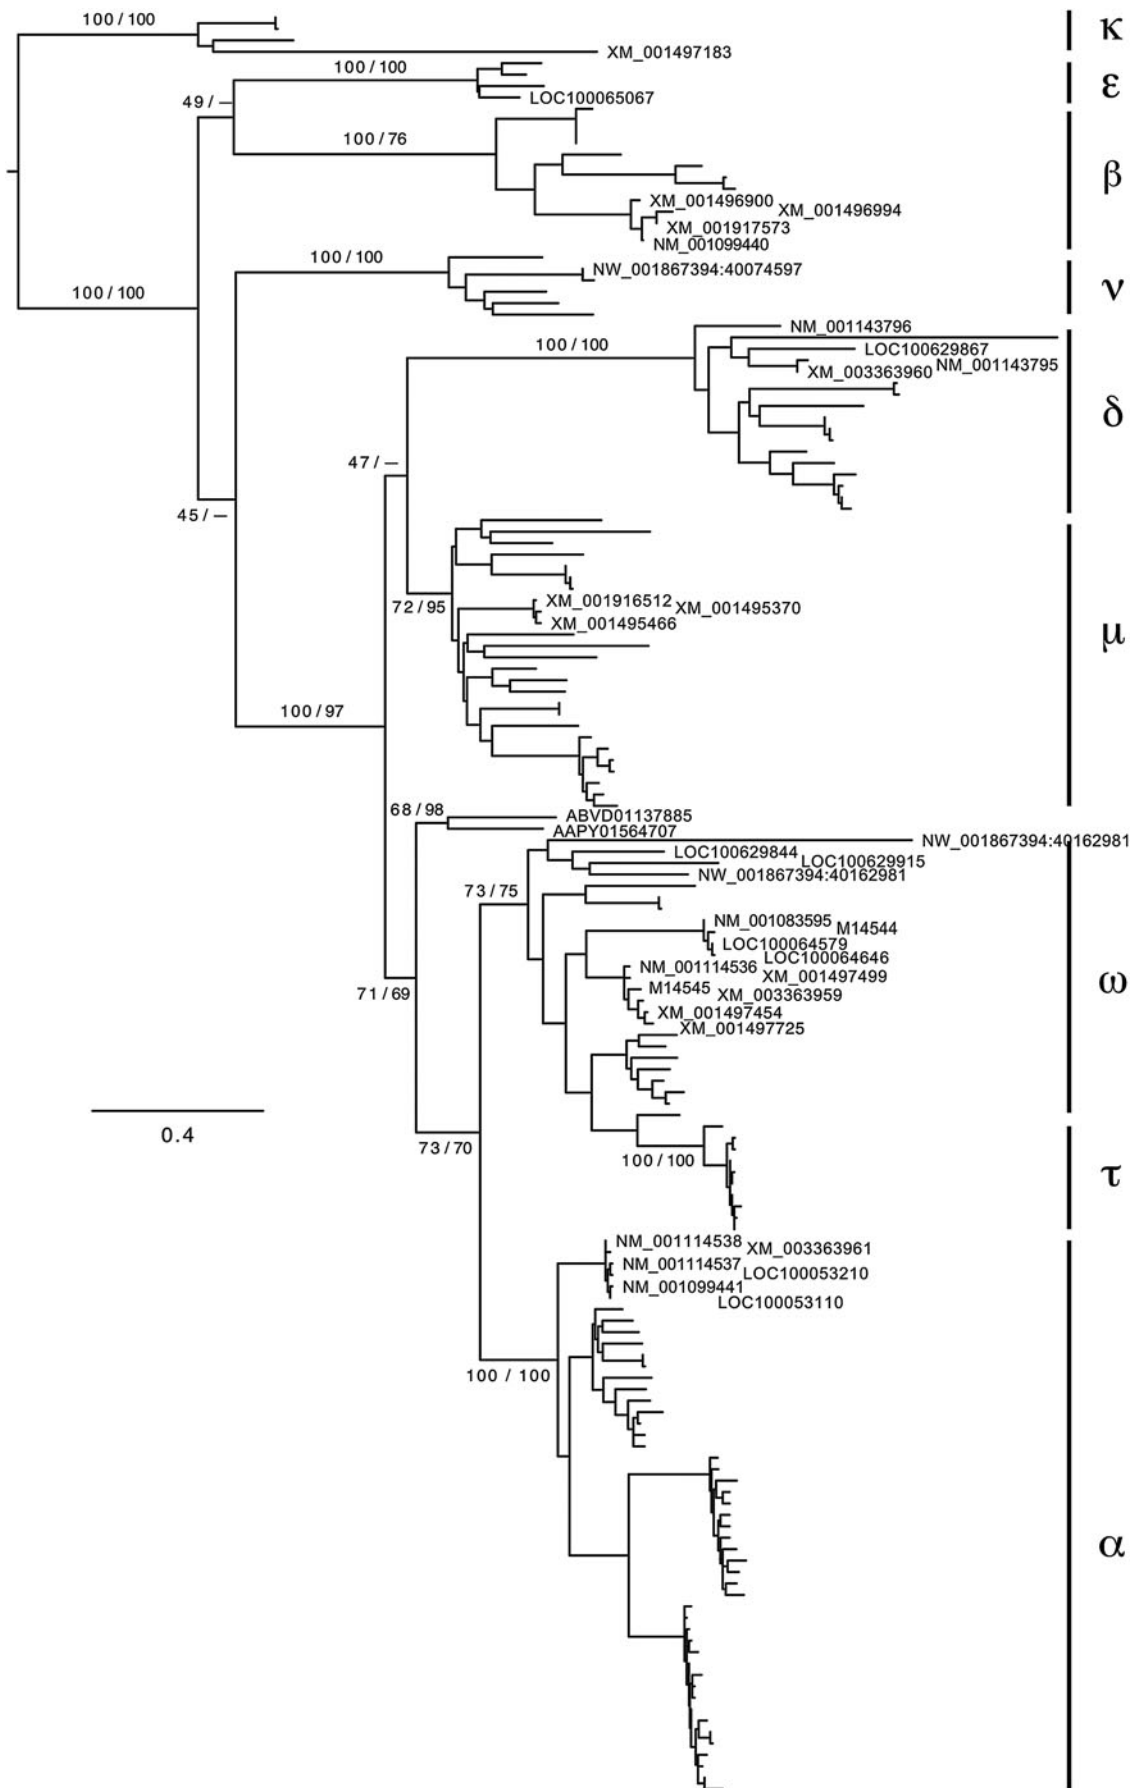 100 / 100
κ
XM_001497183
100 / 100
ε
LOC100065067
49 / —
100 / 76
β
XM_001496900
XM_001496994
XM_001917573
NM_001099440
100 / 100
NW_001867394:40074597
ν
100 / 100
NM_001143796
100 / 100
LOC100629867
NM_001143795
XM_003363960
δ
47 / —
45 / —
XM_001916512
XM_001495370
72 / 95
XM_001495466
μ
100 / 97
68 / 98
ABVD01137885
AAPY01564707
NW_001867394:40162981
LOC100629844
LOC100629915
NW_001867394:40162981
73 / 75
NM_001083595
M14544
LOC100064579
LOC100064646
NM_001114536
XM_001497499
M14545
XM_003363959
XM_001497454
XM_001497725
ω
71 / 69
0.4
73 / 70
100 / 100
τ
NM_001114538
XM_003363961
NM_001114537
LOC100053210
NM_001099441
LOC100053110
100 / 100
α